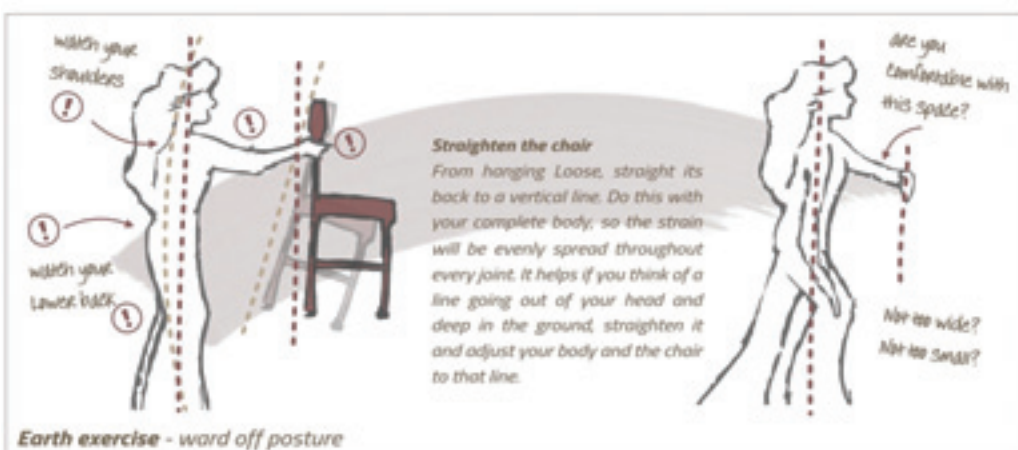 watch your
shoulders
!
!
!
!
watch your
Lower back
!
Straighten the chair
From hanging Loose, straight its
back to a vertical line. Do this with
your complete body, so the strain
will be evenly spread throughout
every joint. It helps if you think of a
line going out of your head and
deep in the ground, straighten it
and adjust your body and the chair
to that line.
are you
comfortable with
this space?
Not too wide?
Not too small?
Earth exercise - ward off posture